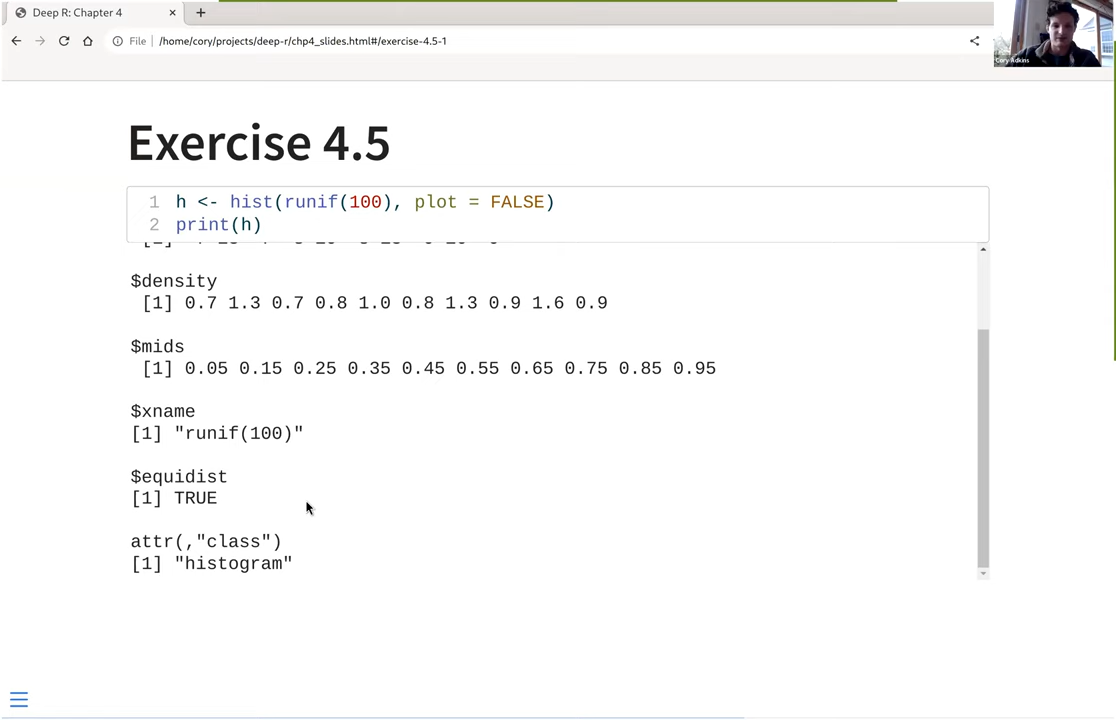 Deep R: Chapter 4
File
/home/cory/projects/deep-r/chp4_slides.html#/exercise-4.5-1
Cory Adkins
Exercise 4.5
1 h <- hist(runif(100), plot = FALSE)
2 print(h)
$density
[1] 0.7 1.3 0.7 0.8 1.0 0.8 1.3 0.9 1.6 0.9
$mids
[1] 0.05 0.15 0.25 0.35 0.45 0.55 0.65 0.75 0.85 0.95
$xname
[1] "runif(100)"
$equidist
[1] TRUE
attr(,"class")
[1] "histogram"